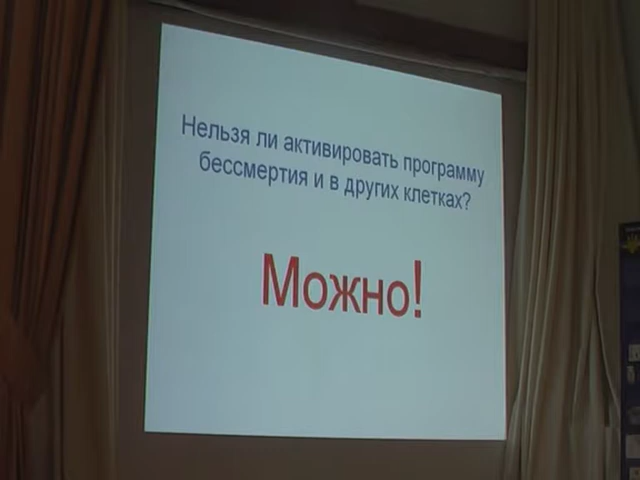 Нельзя ли активировать программу
бессмертия и в других клетках?
Можно!